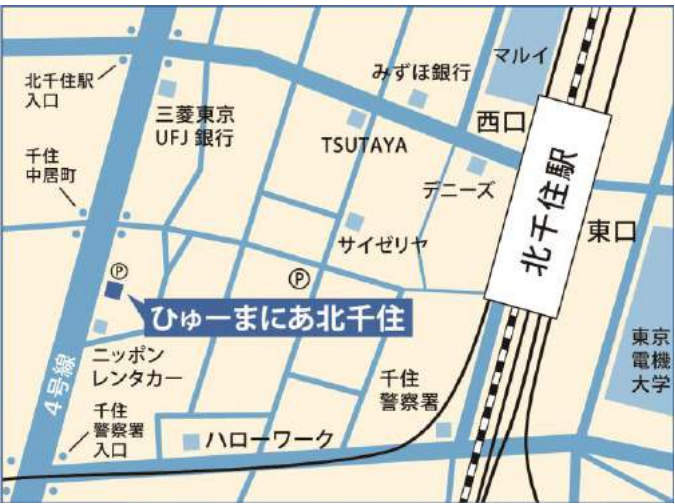 マルイ
みずほ銀行
北千住駅
入口
三菱東京
UFJ 銀行
西口
TSUTAYA
千住
中居町
デニーズ
北千住駅
東口
サイゼリヤ
Ⓟ
Ⓟ
ひゅーまにあ北千住
ニッポン
レンタカー
4号線
東京
電機
大学
千住
警察署
千住
警察署
入口
ハローワーク